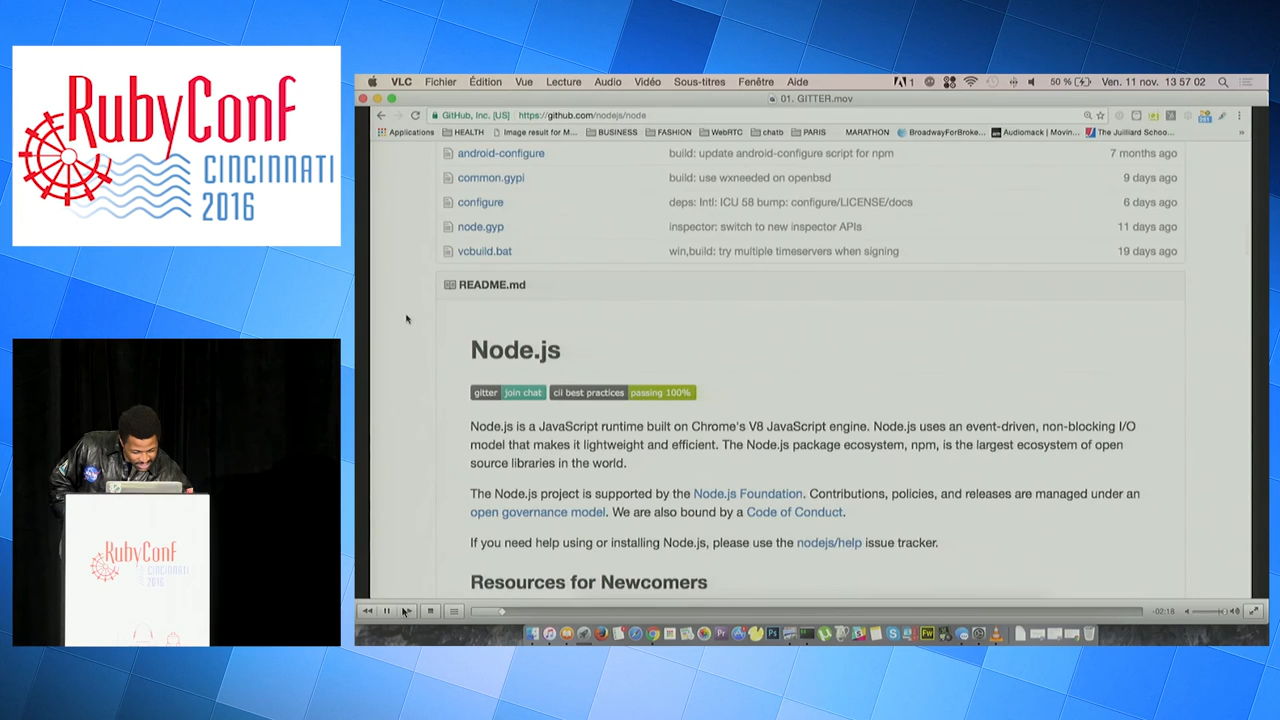 RubyConf
CINCINNATI
2016
VLC Fichier Édition Vue Lecture Audio Vidéo Sous-titres Fenêtre Aide 1 50 % Ven. 11 nov. 13 57 02
01. GITTER.mov
GitHub, Inc. [US] https://github.com/nodejs/node
Applications HEALTH Image result for M... BUSINESS FASHION WebRTC chatb PARIS MARATHON BroadwayForBroke... Audiomack | Movin... The Juilliard Schoo... »
android-configure build: update android-configure script for npm 7 months ago
common.gypi build: use wxneeded on openbsd 9 days ago
configure deps: Intl: ICU 58 bump: configure/LICENSE/docs 6 days ago
node.gyp inspector: switch to new inspector APIs 11 days ago
vcbuild.bat win,build: try multiple timeservers when signing 19 days ago
README.md
Node.js
gitter join chat cii best practices passing 100%
Node.js is a JavaScript runtime built on Chrome's V8 JavaScript engine. Node.js uses an event-driven, non-blocking I/O
model that makes it lightweight and efficient. The Node.js package ecosystem, npm, is the largest ecosystem of open
source libraries in the world.
The Node.js project is supported by the Node.js Foundation. Contributions, policies, and releases are managed under an
open governance model. We are also bound by a Code of Conduct.
If you need help using or installing Node.js, please use the nodejs/help issue tracker.
Resources for Newcomers
-02:18
RubyConf
CINCINNATI
2016